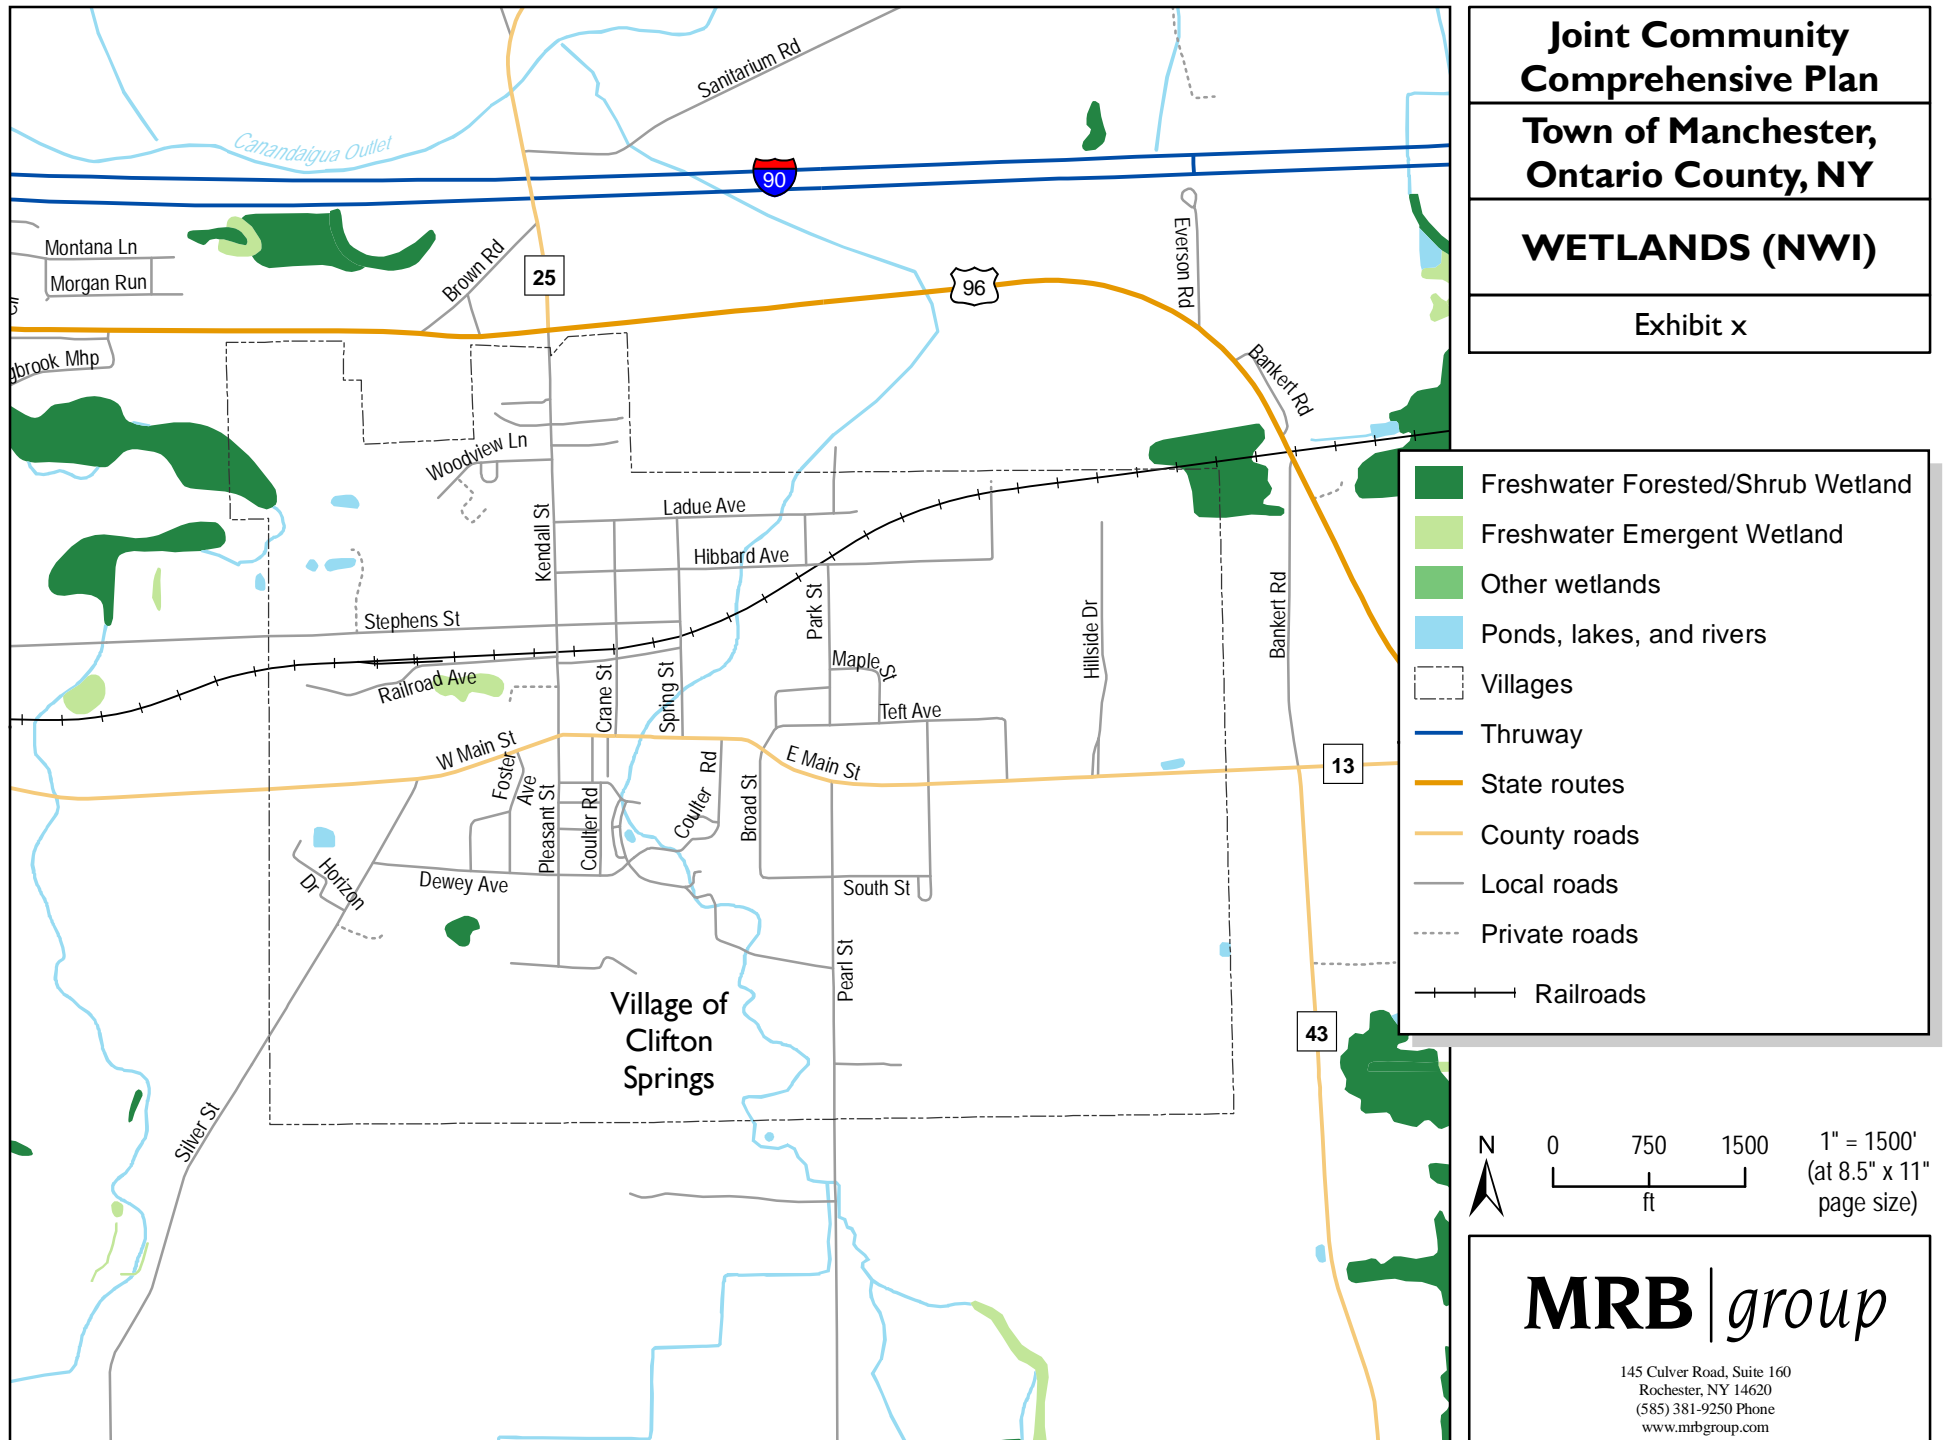 Joint Community
Comprehensive Plan
Town of Manchester,
Ontario County, NY
WETLANDS (NWI)
Exhibit x
Sanitarium Rd
Canandaigua Outlet
90
Montana Ln
Morgan Run
Brown Rd
25
96
Everson Rd
gbrook Mhp
Bankert Rd
Woodview Ln
Kendall St
Ladue Ave
Hibbard Ave
Park St
Stephens St
Railroad Ave
Crane St
Spring St
Maple St
Teft Ave
Hillside Dr
Bankert Rd
W Main St
E Main St
13
Foster
Ave
Pleasant St
Coulter Rd
Coulter
Rd
Broad St
Horizon
Dr
Dewey Ave
South St
Pearl St
Village of
Clifton
Springs
43
Silver St
Freshwater Forested/Shrub Wetland
Freshwater Emergent Wetland
Other wetlands
Ponds, lakes, and rivers
Villages
Thruway
State routes
County roads
Local roads
Private roads
Railroads
N
0 750 1500
ft
1" = 1500'
(at 8.5" x 11"
page size)
MRB group
145 Culver Road, Suite 160
Rochester, NY 14620
(585) 381-9250 Phone
www.mrbgroup.com